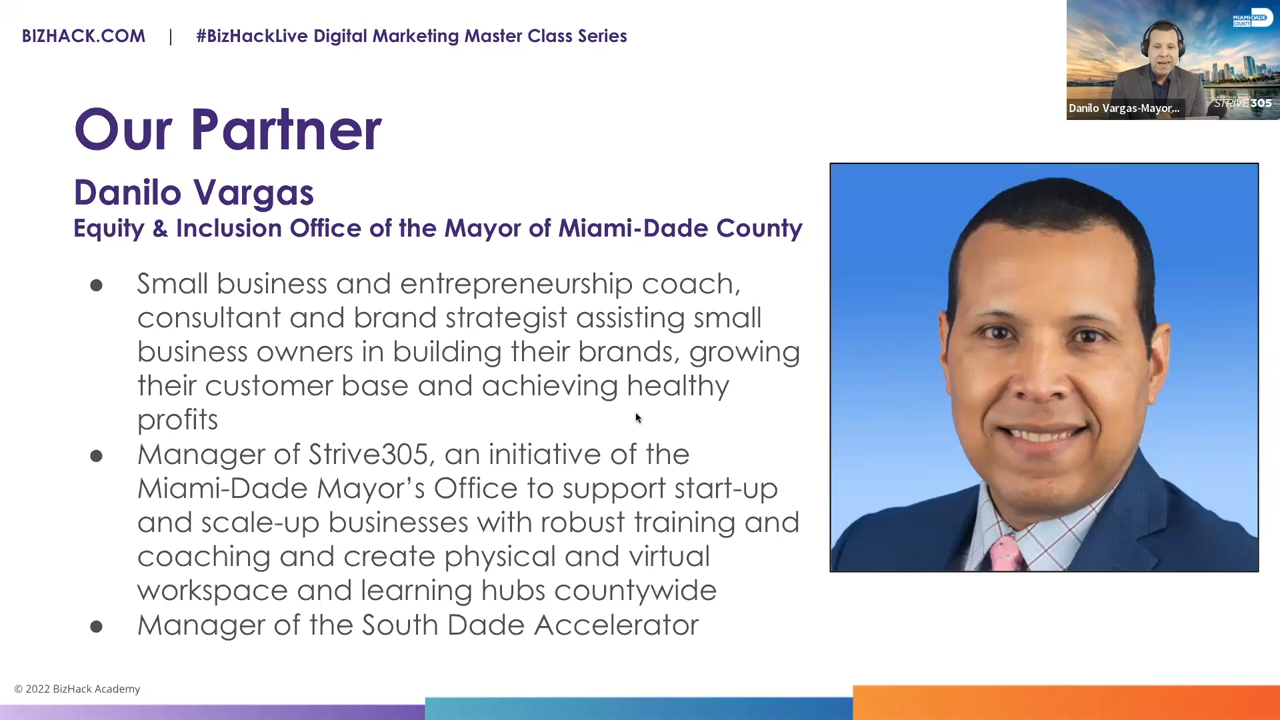 BIZHACK.COM | #BizHackLive Digital Marketing Master Class Series
MIAMI-DADE
COUNTY
STRIVE305
Danilo Vargas-Mayor...
Our Partner
Danilo Vargas
Equity & Inclusion Office of the Mayor of Miami-Dade County
● Small business and entrepreneurship coach,
consultant and brand strategist assisting small
business owners in building their brands, growing
their customer base and achieving healthy
profits
● Manager of Strive305, an initiative of the
Miami-Dade Mayor’s Office to support start-up
and scale-up businesses with robust training and
coaching and create physical and virtual
workspace and learning hubs countywide
● Manager of the South Dade Accelerator
© 2022 BizHack Academy